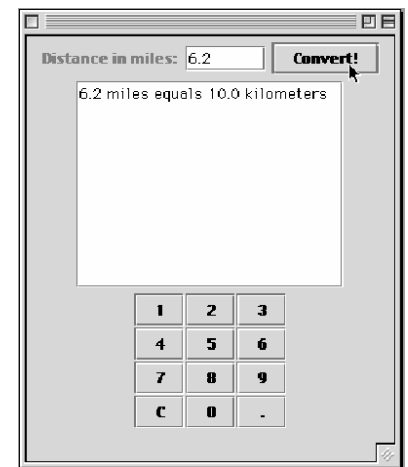 Distance in miles: 6.2 Convert!
6.2 miles equals 10.0 kilometers
1 2 3
4 5 6
7 8 9
C 0 .